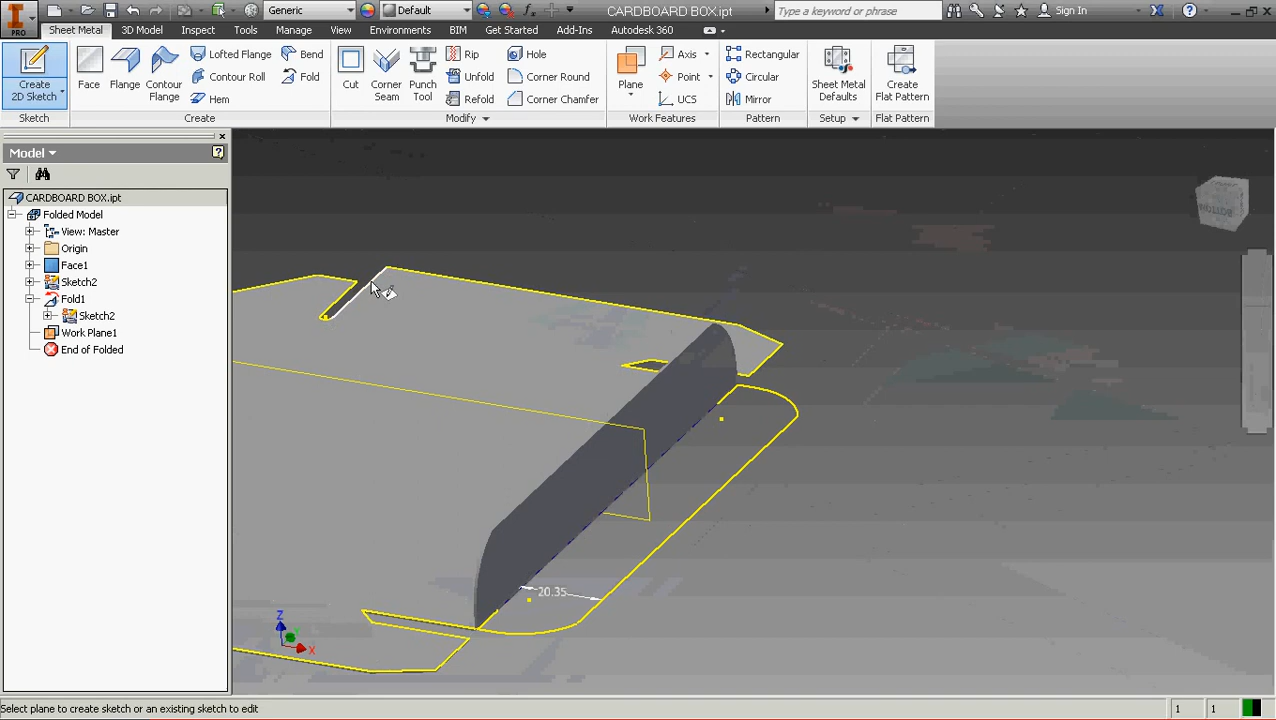 Generic
Default
CARDBOARD BOX.ipt
Type a keyword or phrase
Sign In
PRO
Sheet Metal
3D Model
Inspect
Tools
Manage
View
Environments
BIM
Get Started
Add-Ins
Autodesk 360
Create
2D Sketch
Face
Flange
Contour
Flange
Lofted Flange
Contour Roll
Hem
Bend
Fold
Cut
Corner
Seam
Punch
Tool
Rip
Unfold
Refold
Hole
Corner Round
Corner Chamfer
Plane
Axis
Point
UCS
Rectangular
Circular
Mirror
Sheet Metal
Defaults
Create
Flat Pattern
Sketch
Create
Modify
Work Features
Pattern
Setup
Flat Pattern
Model
CARDBOARD BOX.ipt
Folded Model
View: Master
Origin
Face1
Sketch2
Fold1
Sketch2
Work Plane1
End of Folded
BOTTOM
20.35
Z
Y
X
Select plane to create sketch or an existing sketch to edit
1
1